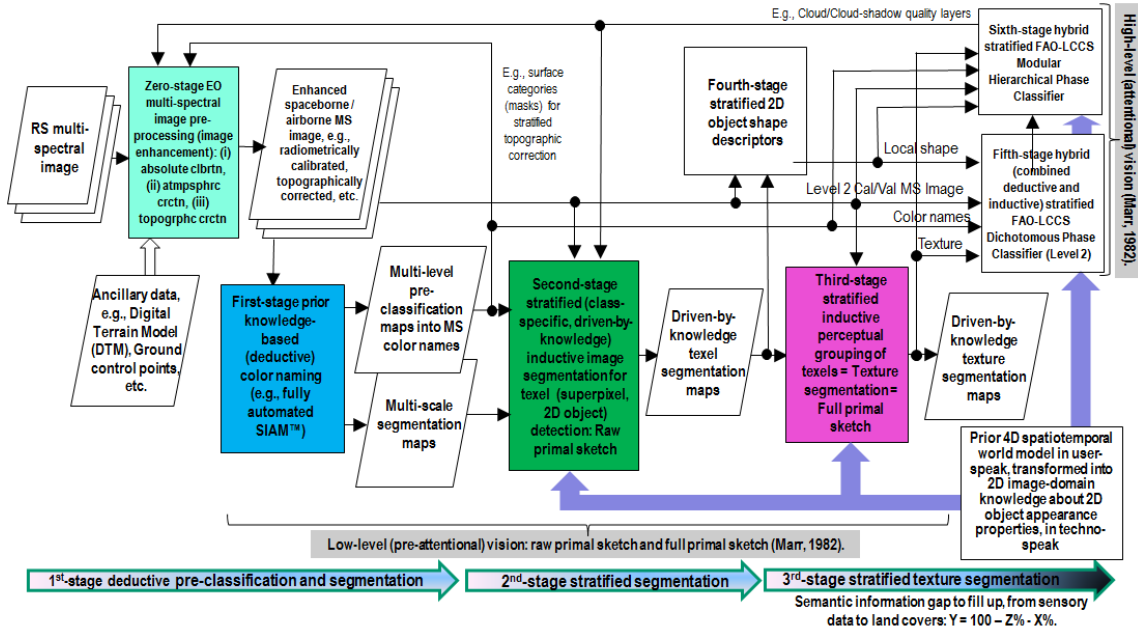 E.g., Cloud/Cloud-shadow quality layers
RS multi-
spectral
image
Zero-stage EO
multi-spectral
image pre-
processing (image
enhancement): (i)
absolute clbrtn,
(ii) atmpsphrc
crrctn, (iii)
topogrphc crctn
Enhanced spaceborne /
airborne MS image, e.g.,
radiometrically
calibrated,
topographically
corrected, etc.
E.g., surface
categories
(masks) for
stratified
topographic
correction
Fourth-stage
stratified 2D
object shape
descriptors
Sixth-stage hybrid
stratified FAO-LCCS
Modular
Hierarchical Phase
Classifier
High-level (attentional) vision (Marr,
1982).
Local shape
Level 2 Cal/Val MS Image
Color names
Texture
Fifth-stage hybrid
(combined
deductive and
inductive) stratified
FAO-LCCS
Dichotomous Phase
Classifier (Level 2)
Ancillary data,
e.g., Digital
Terrain Model
(DTM), Ground
control points,
etc.
First-stage prior
knowledge-
based
(deductive)
color naming
(e.g., fully
automated
SIAM™)
Multi-level
pre-
classification
maps into MS
color names
Multi-scale
segmentation
maps
Second-stage
stratified (class-
specific, driven-by-
knowledge)
inductive image
segmentation for
texel (superpixel,
2D object)
detection: Raw
primal sketch
Driven-by-
knowledge
texel
segmentation
maps
Third-stage
stratified
inductive
perceptual
grouping of
texels = Texture
segmentation =
Full primal
sketch
Driven-by-
knowledge
texture
segmentation
maps
Prior 4D spatiotemporal
world model in user-
speak, transformed into
2D image-domain
knowledge about 2D
object appearance
properties, in techno-
speak
Low-level (pre-attentional) vision: raw primal sketch and full primal sketch (Marr, 1982).
1st-stage deductive pre-classification and segmentation
2nd-stage stratified segmentation
3rd-stage stratified texture segmentation
Semantic information gap to fill up, from sensory
data to land covers: Y = 100 – Z% - X%.